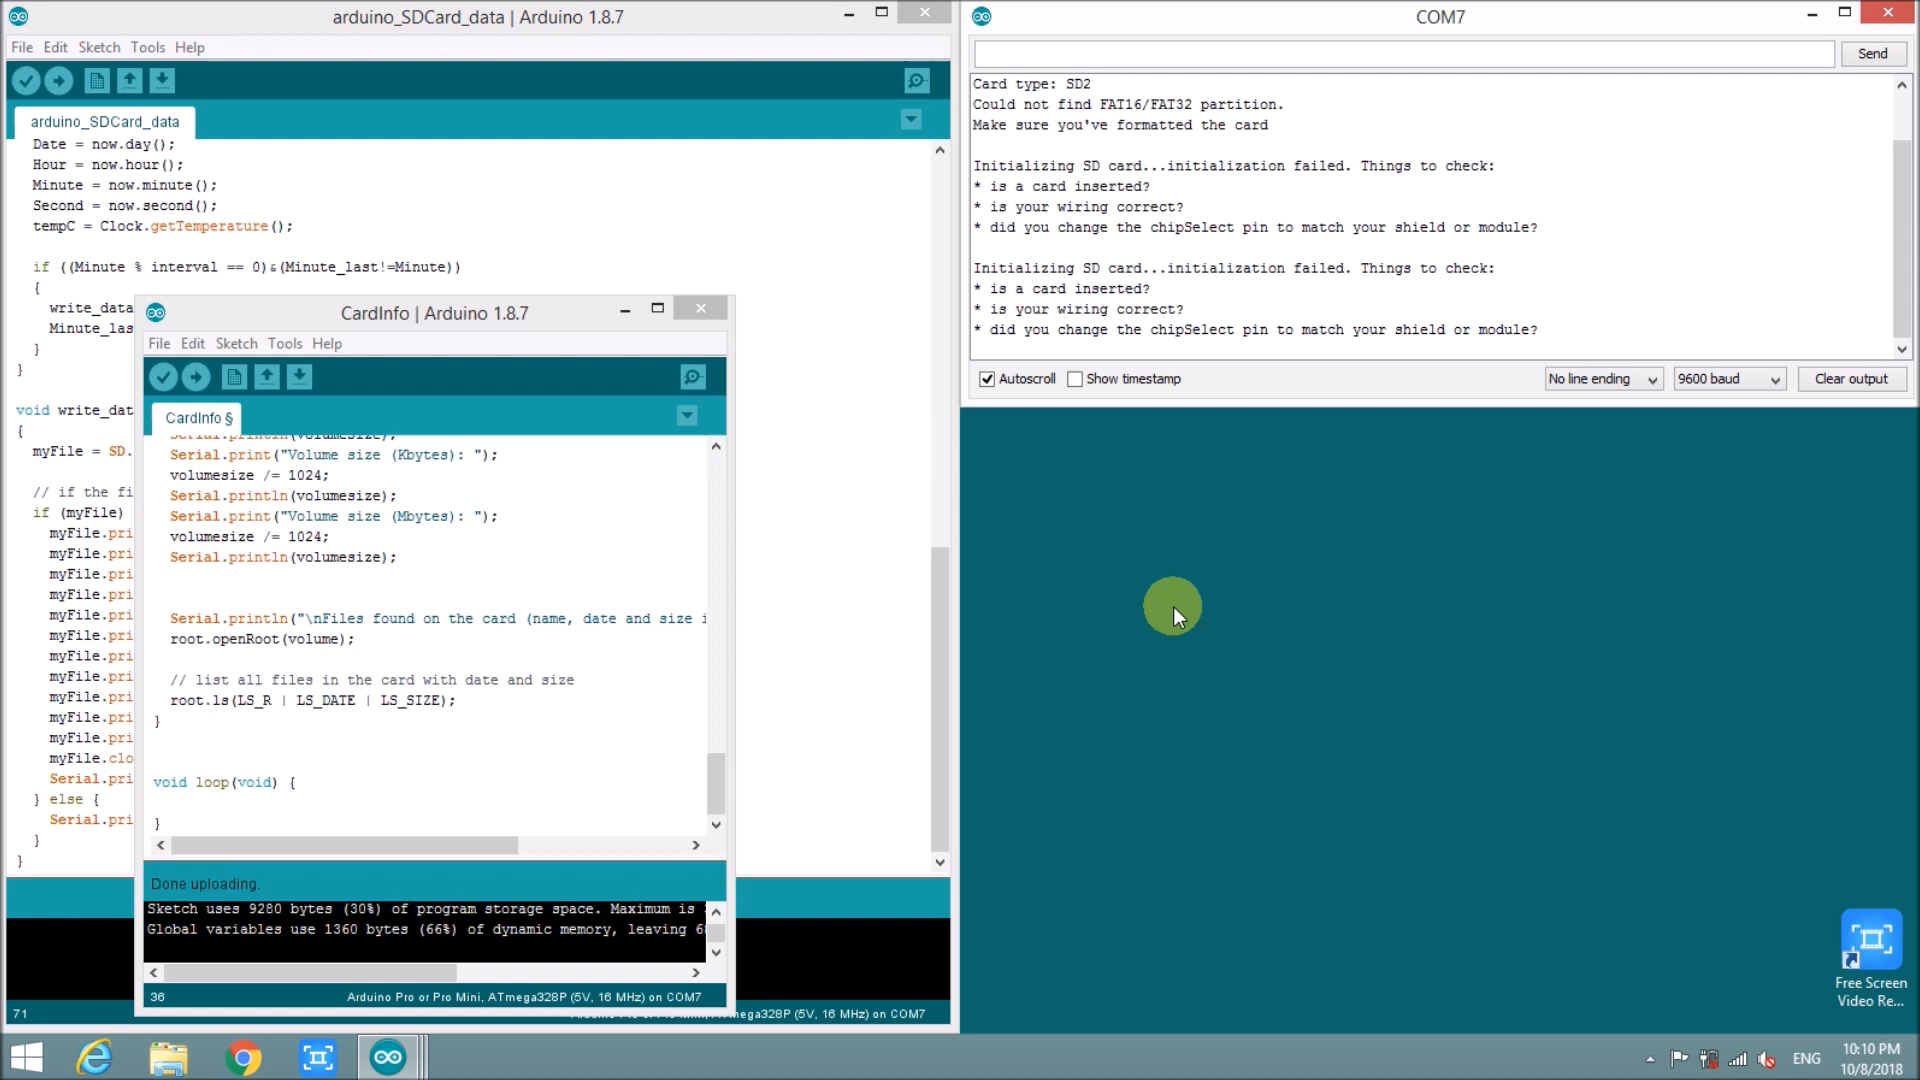 arduino_SDCard_data | Arduino 1.8.7
File Edit Sketch Tools Help
arduino_SDCard_data
Date = now.day();
Hour = now.hour();
Minute = now.minute();
Second = now.second();
tempC = Clock.getTemperature();
if ((Minute % interval == 0)&(Minute_last!=Minute))
{
write_data
Minute_las
}
}
void write_dat
{
myFile = SD.
// if the fi
if (myFile)
myFile.pri
myFile.pri
myFile.pri
myFile.pri
myFile.pri
myFile.pri
myFile.pri
myFile.pri
myFile.pri
myFile.pri
myFile.pri
myFile.clo
Serial.pri
} else {
Serial.pri
}
}
71
mega328P (5V, 16 MHz) on COM7
CardInfo | Arduino 1.8.7
File Edit Sketch Tools Help
CardInfo §
Serial.println(volumesize);
Serial.print("Volume size (Kbytes): ");
volumesize /= 1024;
Serial.println(volumesize);
Serial.print("Volume size (Mbytes): ");
volumesize /= 1024;
Serial.println(volumesize);
Serial.println("\nFiles found on the card (name, date and size i
root.openRoot(volume);
// list all files in the card with date and size
root.ls(LS_R | LS_DATE | LS_SIZE);
}
void loop(void) {
}
Done uploading.
Sketch uses 9280 bytes (30%) of program storage space. Maximum is
Global variables use 1360 bytes (66%) of dynamic memory, leaving 6
36
Arduino Pro or Pro Mini, ATmega328P (5V, 16 MHz) on COM7
COM7
Send
Card type: SD2
Could not find FAT16/FAT32 partition.
Make sure you've formatted the card
Initializing SD card...initialization failed. Things to check:
* is a card inserted?
* is your wiring correct?
* did you change the chipSelect pin to match your shield or module?
Initializing SD card...initialization failed. Things to check:
* is a card inserted?
* is your wiring correct?
* did you change the chipSelect pin to match your shield or module?
Autoscroll Show timestamp No line ending 9600 baud Clear output
Free Screen
Video Re...
ENG
10:10 PM
10/8/2018